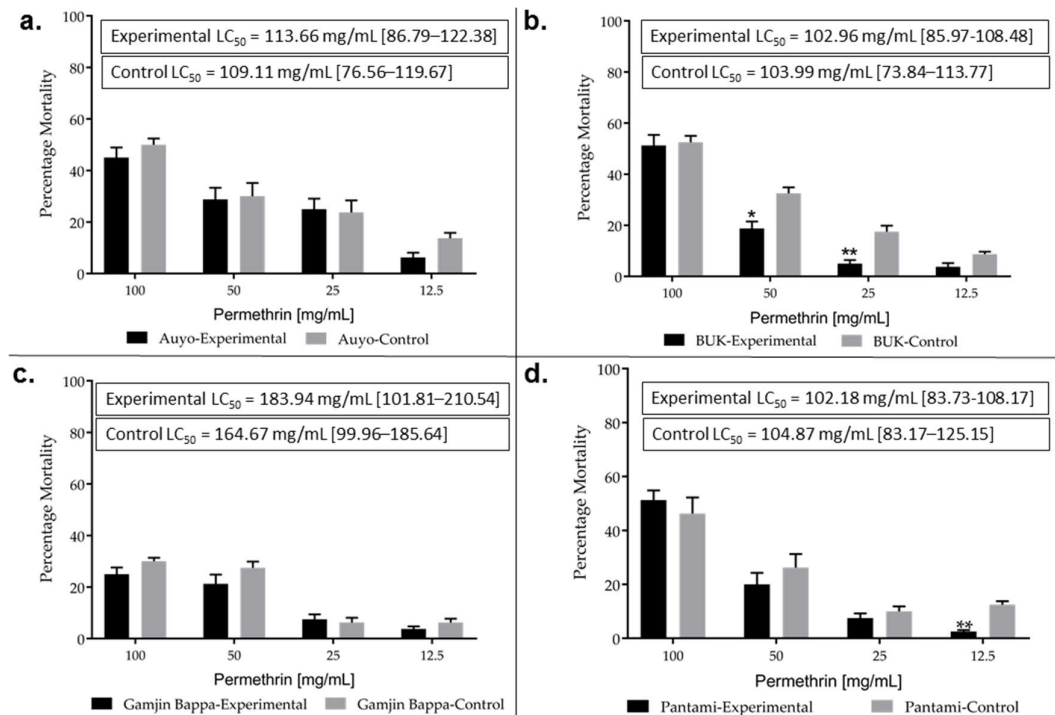 a.
Experimental LC50 = 113.66 mg/mL [86.79–122.38]
Control LC50 = 109.11 mg/mL [76.56–119.67]
Percentage Mortality
100
80
60
40
20
0
100 50 25 12.5
Permethrin [mg/mL]
Auyo-Experimental Auyo-Control
b.
Experimental LC50 = 102.96 mg/mL [85.97-108.48]
Control LC50 = 103.99 mg/mL [73.84–113.77]
Percentage Mortality
100
80
60
40
20
0
*
**
100 50 25 12.5
Permethrin [mg/mL]
BUK-Experimental BUK-Control
c.
Experimental LC50 = 183.94 mg/mL [101.81–210.54]
Control LC50 = 164.67 mg/mL [99.96–185.64]
Percentage Mortality
100
80
60
40
20
0
100 50 25 12.5
Permethrin [mg/mL]
Gamjin Bappa-Experimental Gamjin Bappa-Control
d.
Experimental LC50 = 102.18 mg/mL [83.73-108.17]
Control LC50 = 104.87 mg/mL [83.17–125.15]
Percentage Mortality
100
80
60
40
20
0
**
100 50 25 12.5
Permethrin [mg/mL]
Pantami-Experimental Pantami-Control